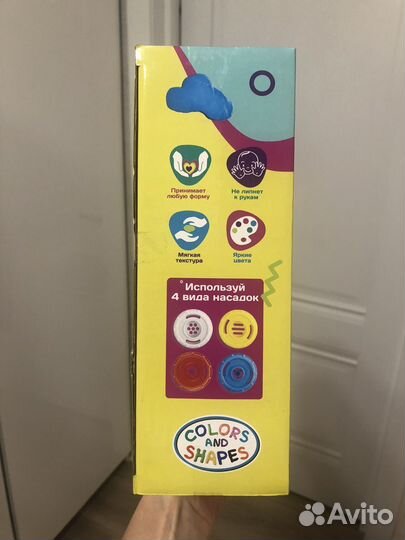 Принимает
любую форму
Не липнет
к рукам
Мягкая
текстура
Яркие
цвета
Используй
4 вида насадок
COLORS
AND
SHAPES
Avito